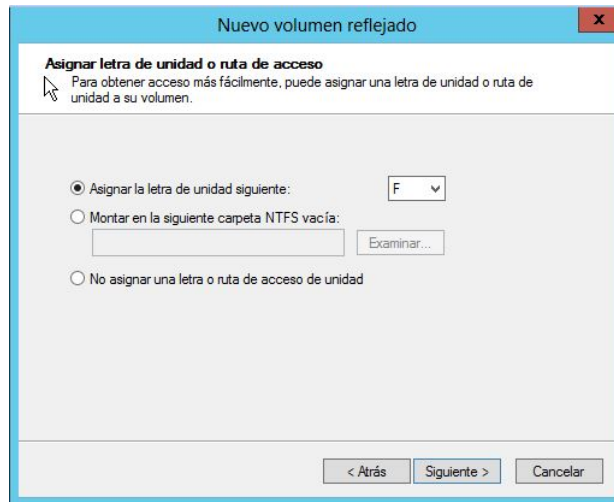 Nuevo volumen reflejado
x
Asignar letra de unidad o ruta de acceso
Para obtener acceso más fácilmente, puede asignar una letra de unidad o ruta de
unidad a su volumen.
Asignar la letra de unidad siguiente: F
Montar en la siguiente carpeta NTFS vacía:
Examinar...
No asignar una letra o ruta de acceso de unidad
< Atrás Siguiente > Cancelar